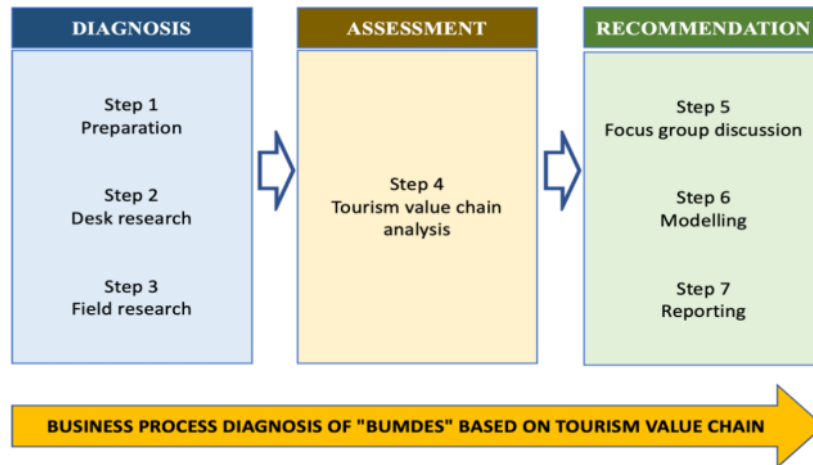 DIAGNOSIS
Step 1
Preparation
Step 2
Desk research
Step 3
Field research
ASSESSMENT
Step 4
Tourism value chain
analysis
RECOMMENDATION
Step 5
Focus group discussion
Step 6
Modelling
Step 7
Reporting
BUSINESS PROCESS DIAGNOSIS OF "BUMDES" BASED ON TOURISM VALUE CHAIN